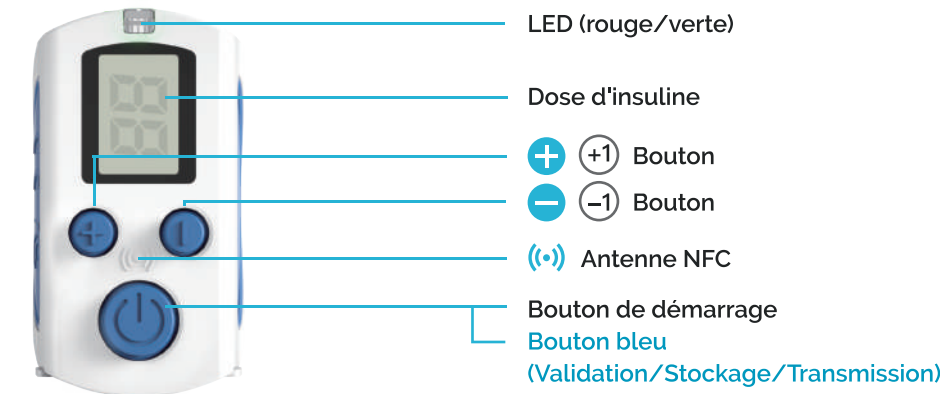 LED (rouge/verte)
Dose d'insuline
+ +1 Bouton
− −1 Bouton
Antenne NFC
Bouton de démarrage
Bouton bleu
(Validation/Stockage/Transmission)